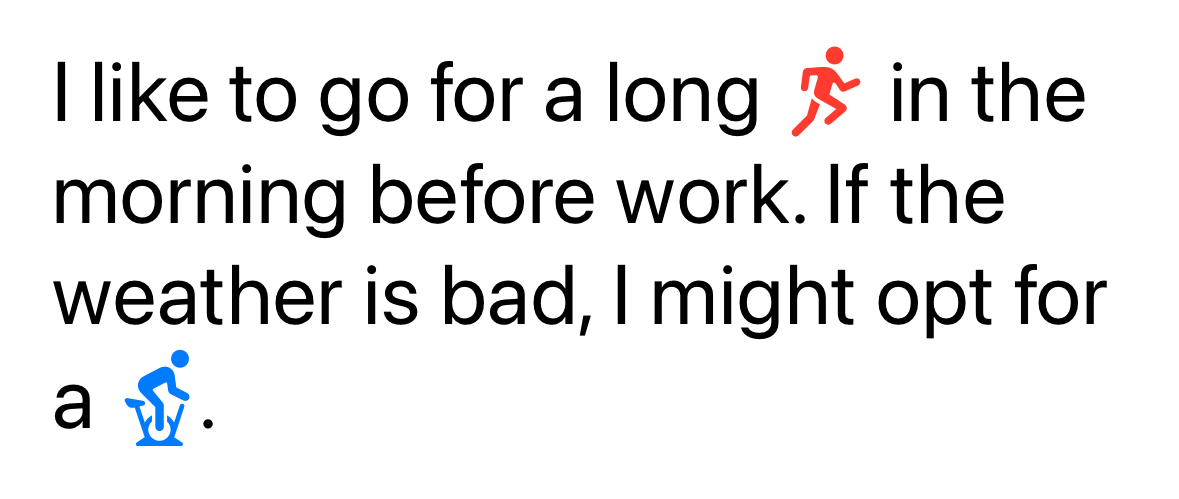 I like to go for a long 🏃 in the
morning before work. If the
weather is bad, I might opt for
a .